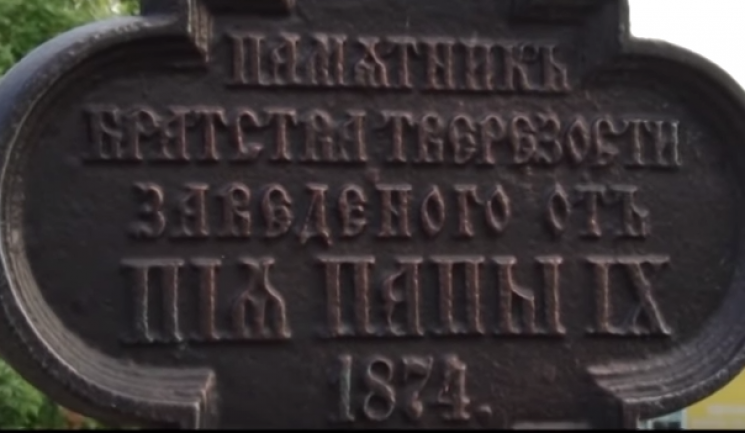 ПАМѦТНИКЪ
БРАТСТВА ТВЕРЕЗОСТИ
ЗАВЕДЕНОГО ОТЪ
ПІѦ ПАПЫ IX
1874.